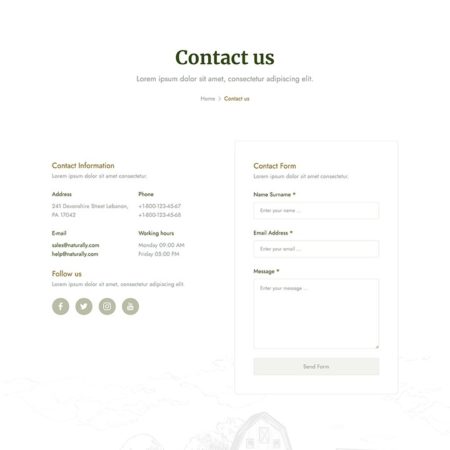 Contact us
Lorem ipsum dolor sit amet, consectetur adipiscing elit.
Home > Contact us
Contact Information
Lorem ipsum dolor sit amet consectetur.
Address
241 Devonshire Street Lebanon,
PA 17042
Phone
+1-800-123-45-67
+1-800-123-45-68
E-mail
sales@naturally.com
help@naturally.com
Working hours
Monday 09:00 AM
Friday 05:00 PM
Follow us
Lorem ipsum dolor sit amet, consectetur adipiscing elit.
Contact Form
Lorem ipsum dolor sit amet consectetur.
Name Surname *
Enter your name ...
Email Address *
Enter your email ...
Message *
Enter your message ...
Send Form